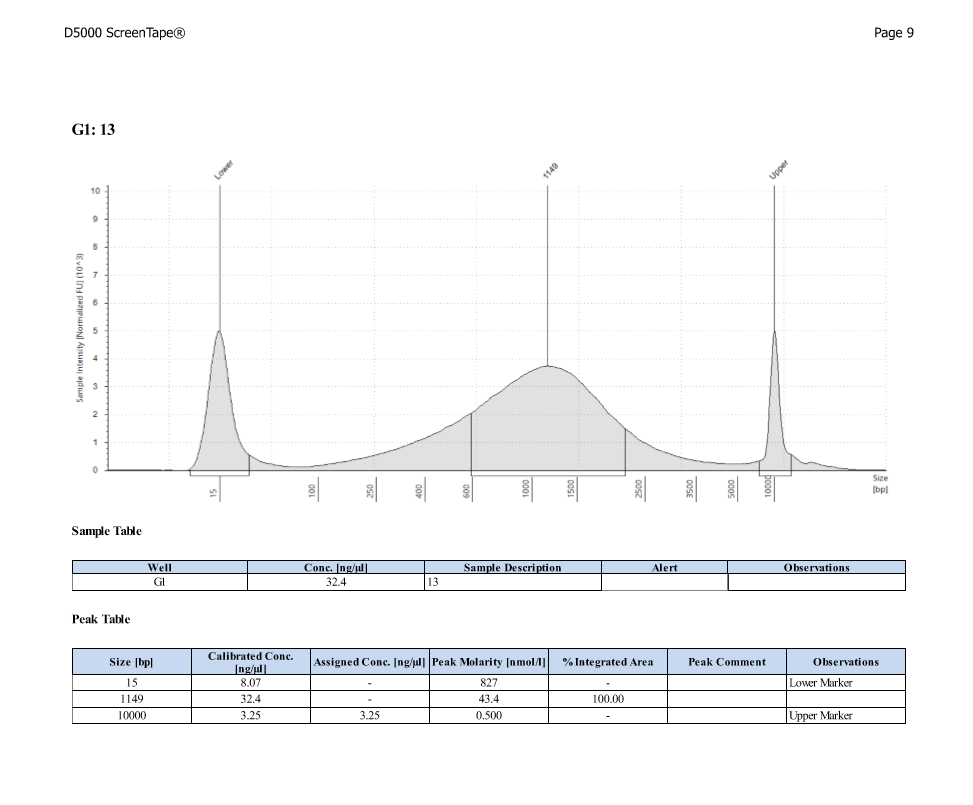 D5000 ScreenTape® Page 9
G1: 13
Lower 1149 Upper
Sample Intensity [Normalized FU] (10^3)
10
9
8
7
6
5
4
3
2
1
0
15 100 250 400 600 1000 1500 2500 3500 5000 10000
Size
[bp]
Sample Table
Well Conc. [ng/µl] Sample Description Alert Observations
G1 32.4 13
Peak Table
Size [bp] Calibrated Conc. [ng/µl] Assigned Conc. [ng/µl] Peak Molarity [nmol/l] % Integrated Area Peak Comment Observations
15 8.07 - 827 - Lower Marker
1149 32.4 - 43.4 100.00
10000 3.25 3.25 0.500 - Upper Marker